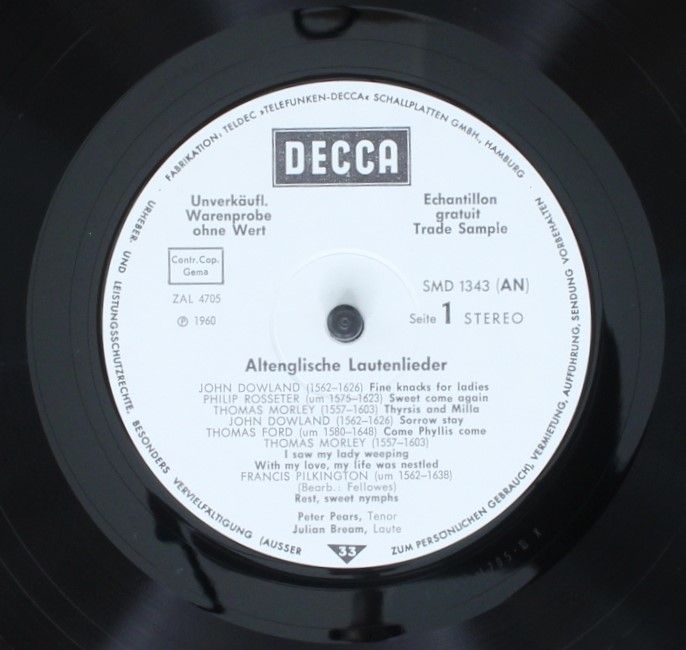 FABRIKATION: TELDEC »TELEFUNKEN-DECCA« SCHALLPLATTEN GMBH., HAMBURG
URHEBER- UND LEISTUNGSSCHUTZRECHTE, BESONDERS VERVIELFÄLTIGUNG (AUSSER
ZUM PERSÖNLICHEN GEBRAUCH), VERMIETUNG, AUFFÜHRUNG, SENDUNG VORBEHALTEN
DECCA
Unverkäufl.
Warenprobe
ohne Wert
Echantillon
gratuit
Trade Sample
Contr. Cop.
Gema
ZAL 4705
℗ 1960
SMD 1343 (AN)
Seite 1 STEREO
Altenglische Lautenlieder
JOHN DOWLAND (1562–1626) Fine knacks for ladies
PHILIP ROSSETER (um 1575–1623) Sweet come again
THOMAS MORLEY (1557–1603) Thyrsis and Milla
JOHN DOWLAND (1562–1626) Sorrow stay
THOMAS FORD (um 1580–1648) Come Phyllis come
THOMAS MORLEY (1557–1603)
I saw my lady weeping
With my love, my life was nestled
FRANCIS PILKINGTON (um 1562–1638)
(Bearb.: Fellowes)
Rest, sweet nymphs
Peter Pears, Tenor
Julian Bream, Laute
33